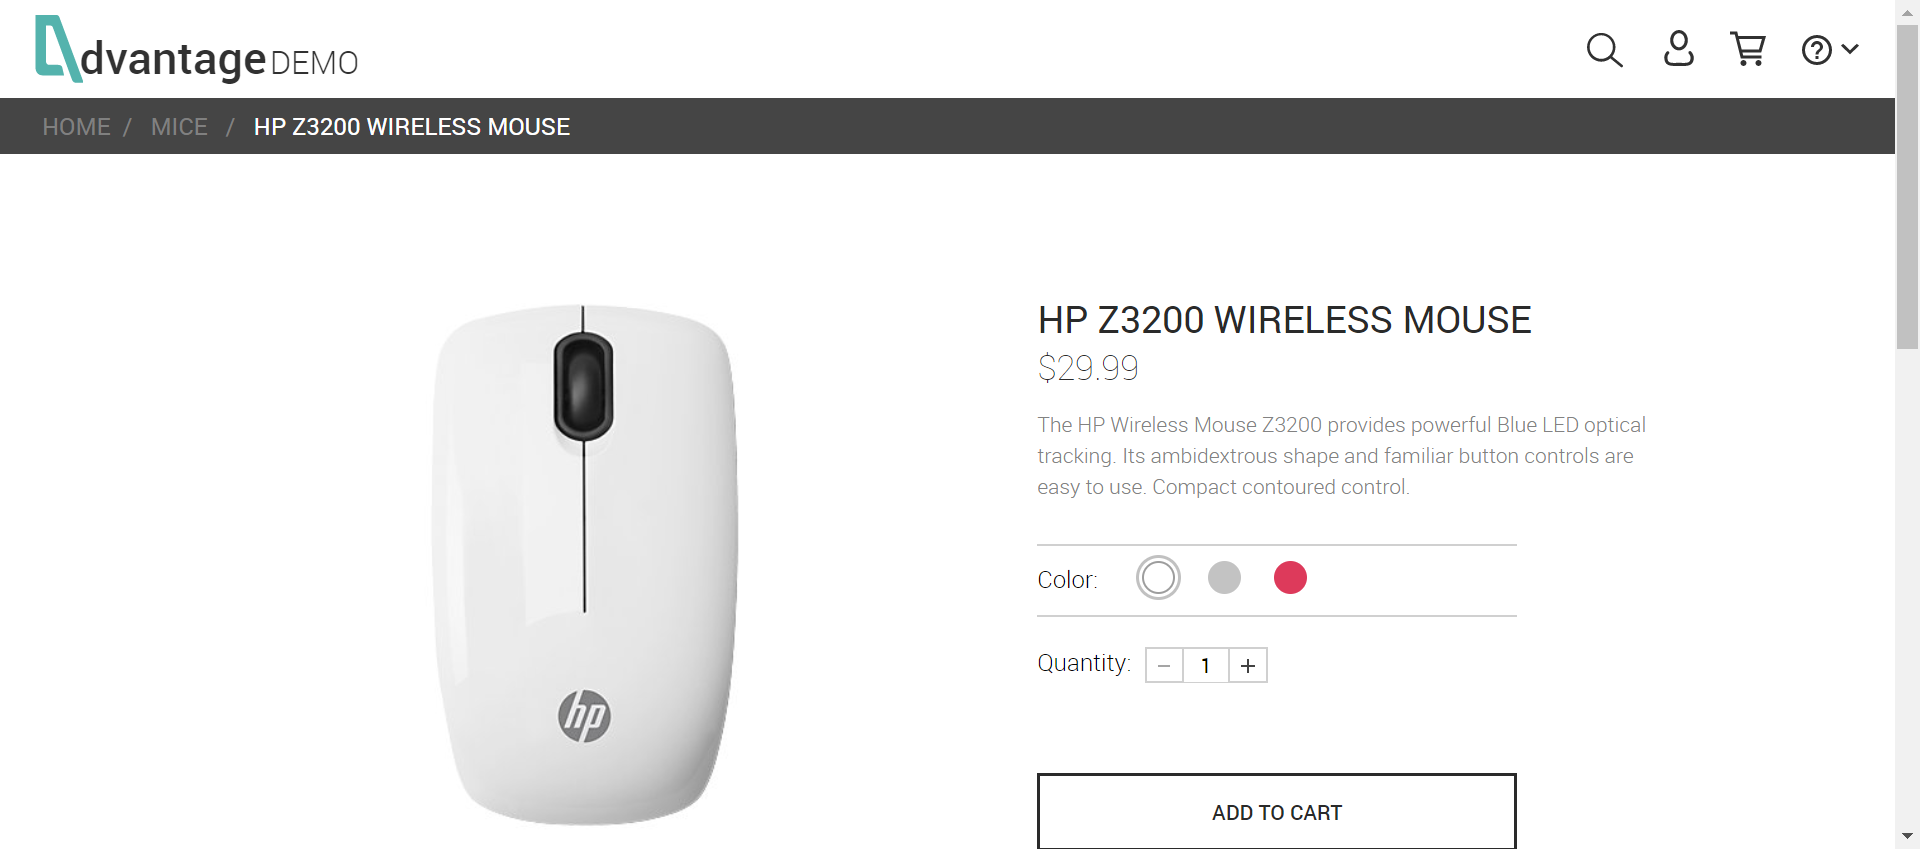 dvantage DEMO
HOME / MICE / HP Z3200 WIRELESS MOUSE
HP Z3200 WIRELESS MOUSE
$29.99
The HP Wireless Mouse Z3200 provides powerful Blue LED optical
tracking. Its ambidextrous shape and familiar button controls are
easy to use. Compact contoured control.
Color:
Quantity: − 1 +
hp
ADD TO CART